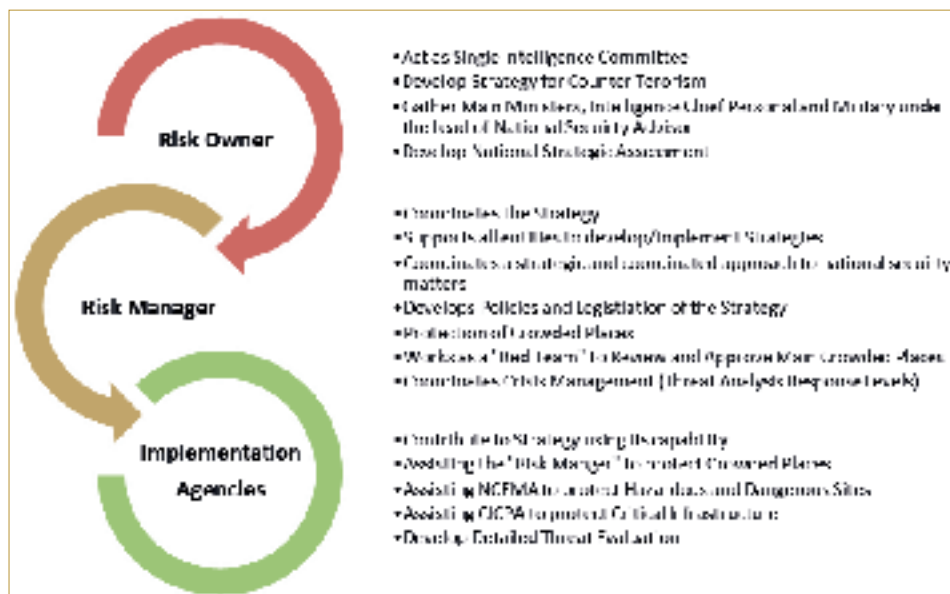 Risk Owner
• Act as Single Intelligence Committee
• Develop Strategy for Counter Terorism
• Gather Main Ministers, Intelligence Chief Personal and Military under
the lead of National Security Advisor
• Develop National Strategic Assessment
Risk Manager
• Coordinates the Strategy
• Supports all entities to develop/Implement Strategies
• Coordinates a strategic and coordinated approach to national security
matters
• Develops Policies and Legislation of the Strategy
• Protection of Crowded Places
• Works as a "Red Team" to Review and Approve Main Crowded Places
• Coordinates Crisis Management (Threat Analysis Response Levels)
Implementation
Agencies
• Contribute to Strategy using its capability
• Assisting the "Risk Manger" to protect Crowded Places
• Assisting NCEMA to protect Hazardous and Dangerous Sites
• Assisting CICPA to protect Critical Infrastructure
• Develop Detailed Threat Evaluation